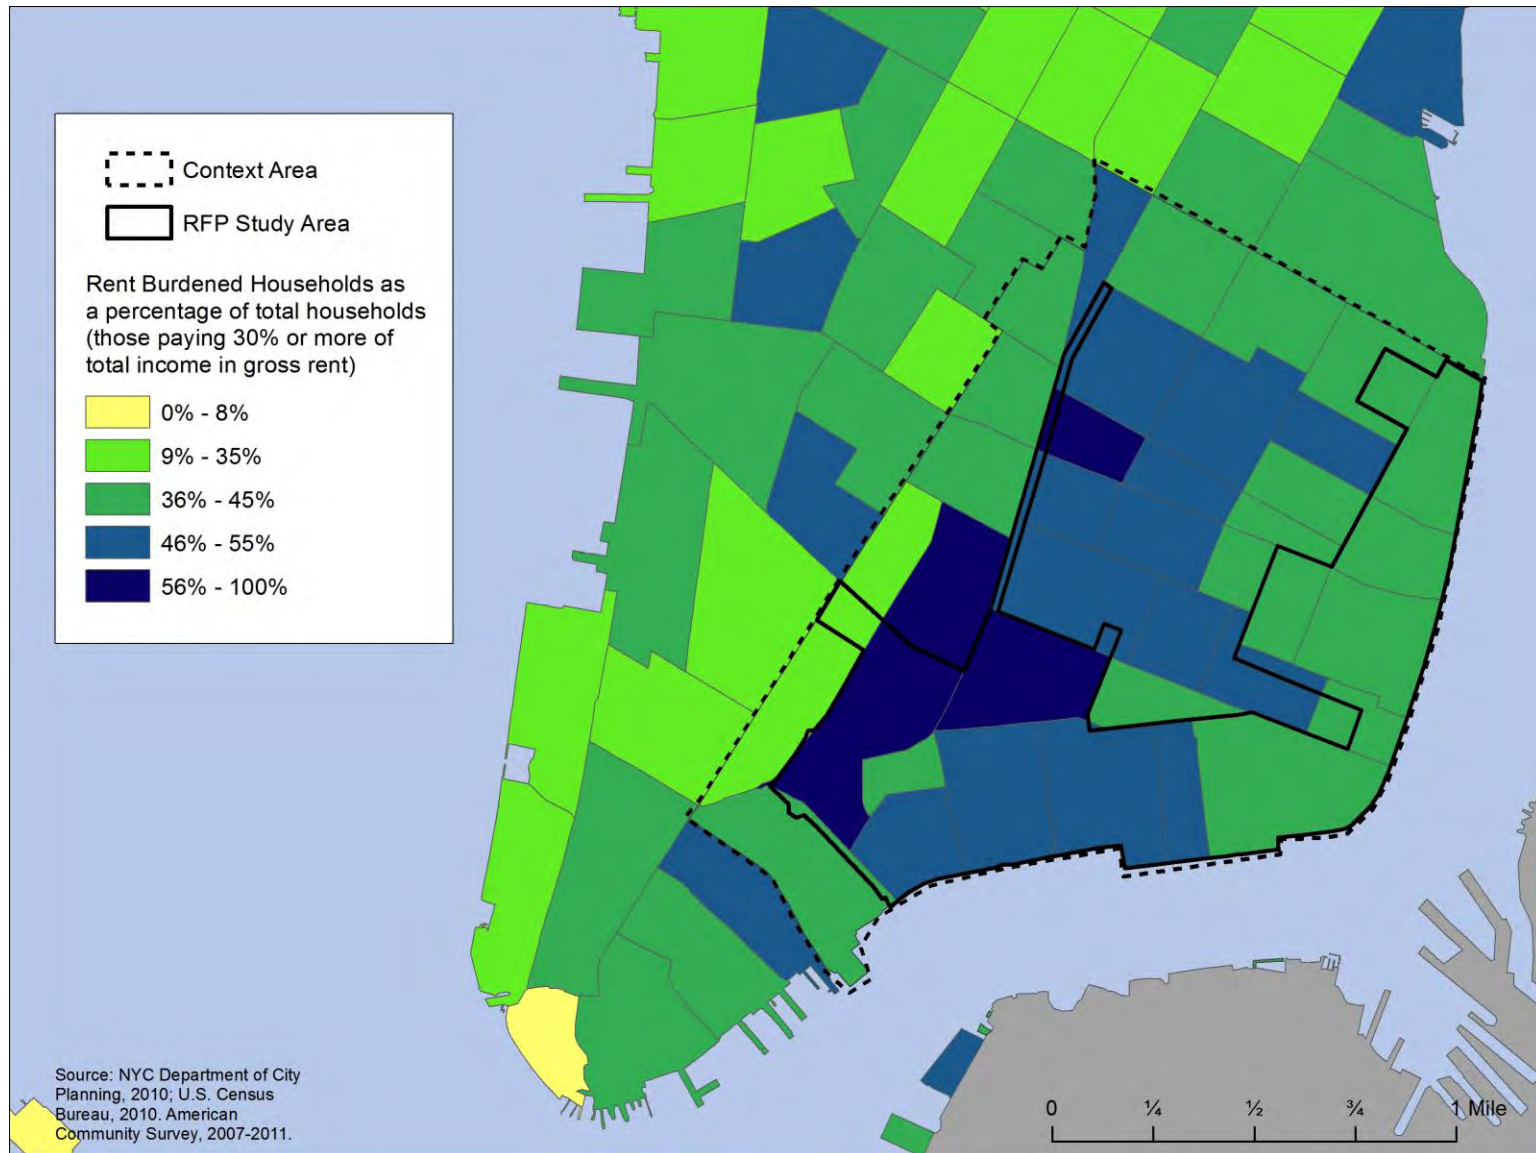 Context Area
RFP Study Area
Rent Burdened Households as
a percentage of total households
(those paying 30% or more of
total income in gross rent)
0% - 8%
9% - 35%
36% - 45%
46% - 55%
56% - 100%
Source: NYC Department of City
Planning, 2010; U.S. Census
Bureau, 2010. American
Community Survey, 2007-2011.
0 ¼ ½ ¾ 1 Mile